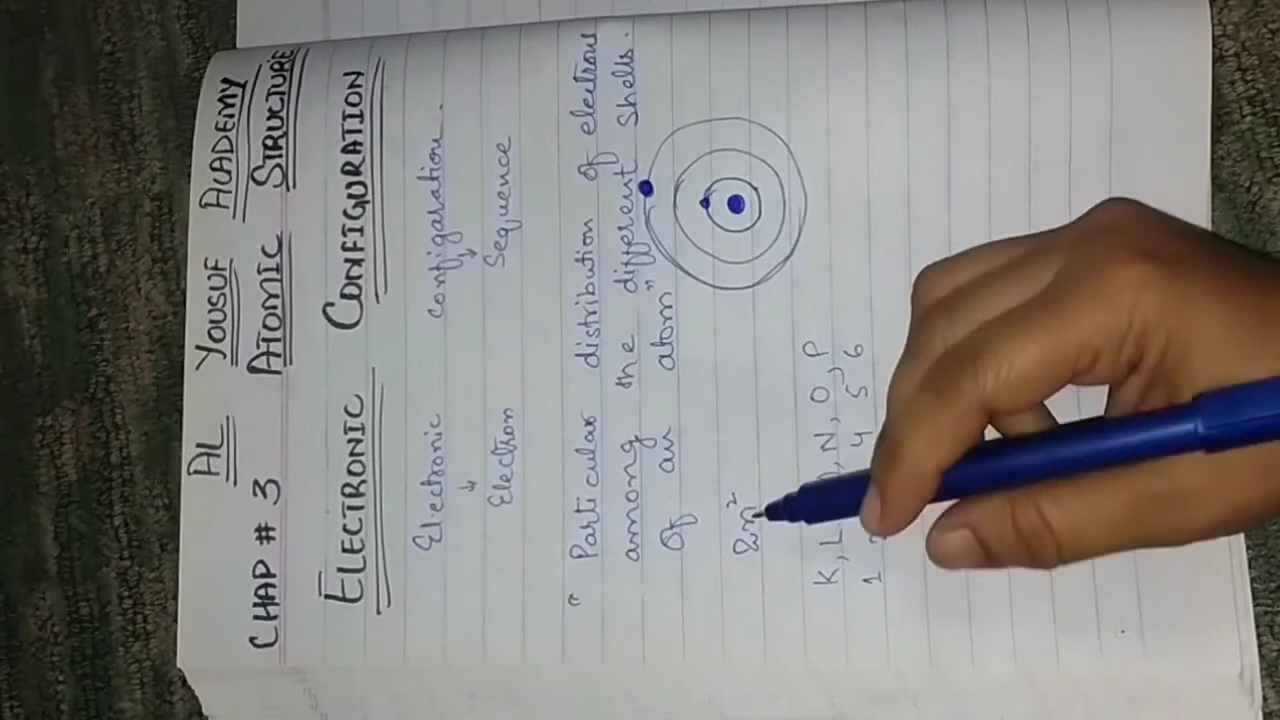 AL YOUSUF ACADEMY
CHAP # 3 ATOMIC STRUCTURE
ELECTRONIC CONFIGURATION
Electronic configaration.
↓ ↓
Electron Sequence
" Particular distribution of electrons
among the different shells.
Of an atom"
2n²
K, L, , N, O, P
1 4 5 6